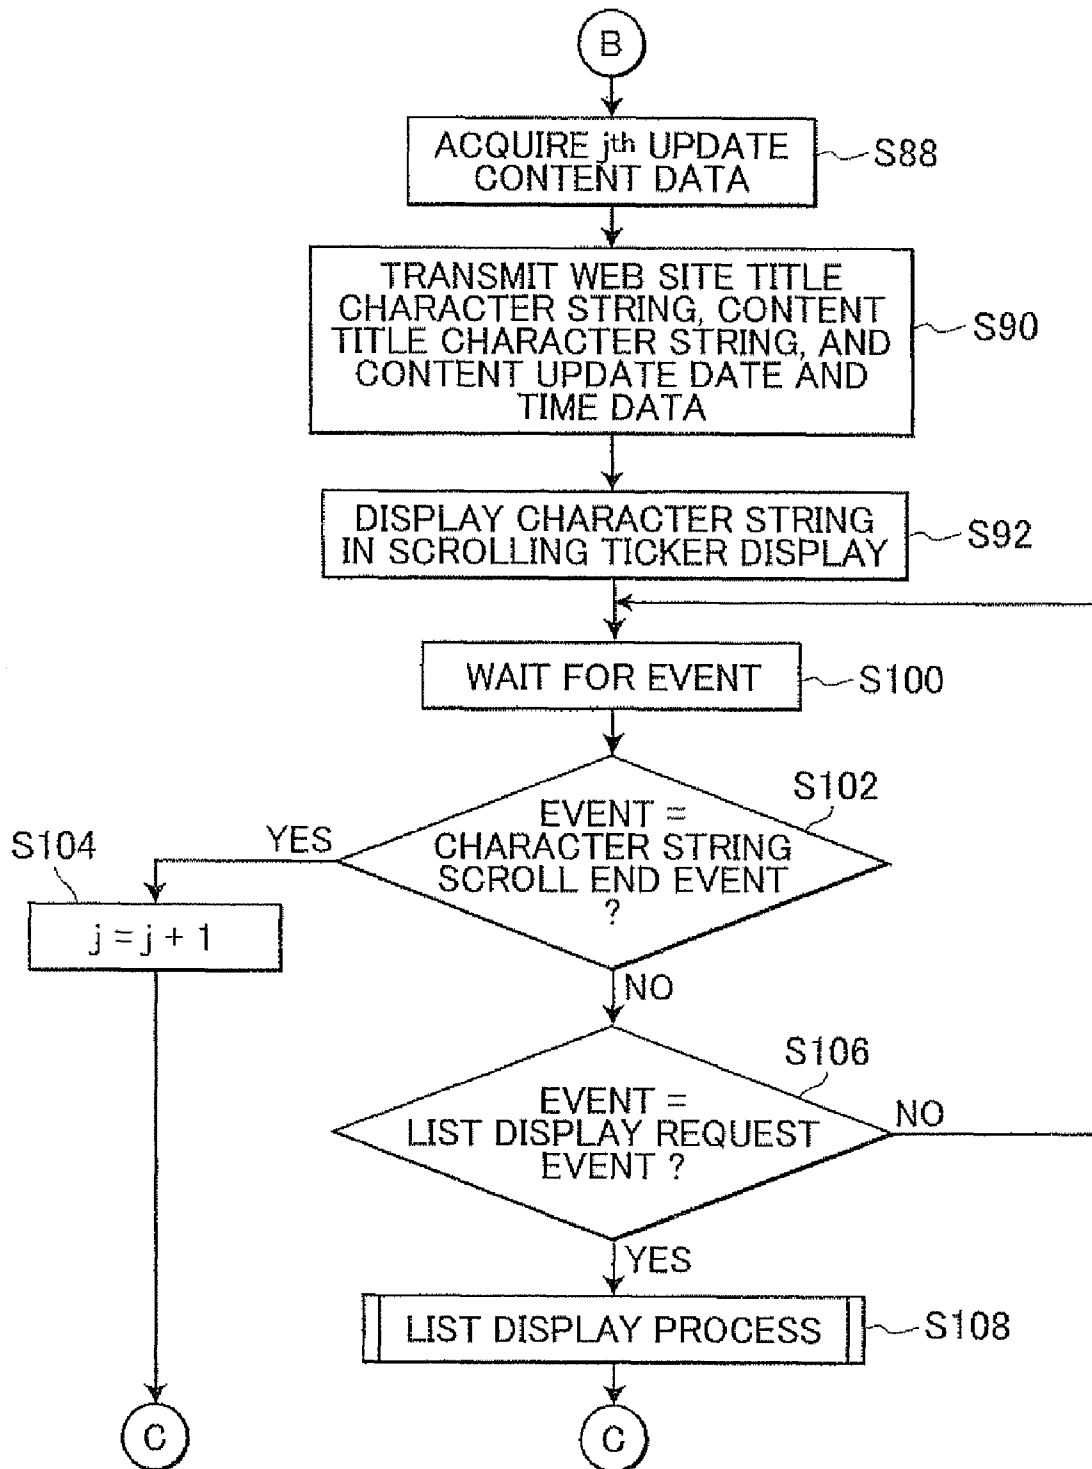 B
ACQUIRE jth UPDATE
CONTENT DATA
S88
TRANSMIT WEB SITE TITLE
CHARACTER STRING, CONTENT
TITLE CHARACTER STRING, AND
CONTENT UPDATE DATE AND
TIME DATA
S90
DISPLAY CHARACTER STRING
IN SCROLLING TICKER DISPLAY
S92
WAIT FOR EVENT
S100
S102
EVENT =
CHARACTER STRING
SCROLL END EVENT
?
YES
S104
j = j + 1
NO
S106
EVENT =
LIST DISPLAY REQUEST
EVENT ?
NO
YES
LIST DISPLAY PROCESS
S108
C
C